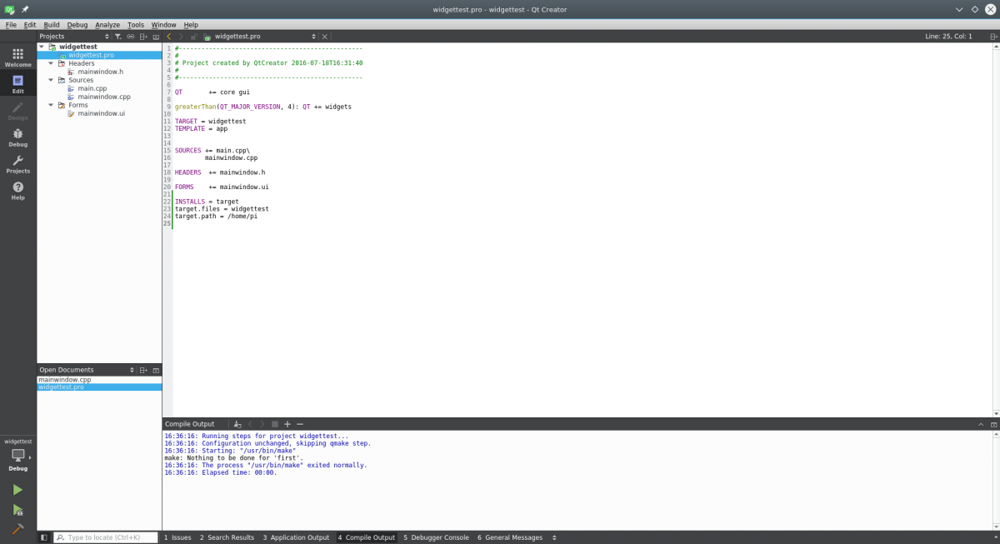 widgettest.pro - widgettest - Qt Creator
File Edit Build Debug Analyze Tools Window Help
Projects
widgettest.pro
Line: 25, Col: 1
Welcome
Edit
Design
Debug
Projects
Help
widgettest
widgettest.pro
Headers
mainwindow.h
Sources
main.cpp
mainwindow.cpp
Forms
mainwindow.ui
1 #-------------------------------------------------
2 #
3 # Project created by QtCreator 2016-07-18T16:31:40
4 #
5 #-------------------------------------------------
6
7 QT       += core gui
8
9 greaterThan(QT_MAJOR_VERSION, 4): QT += widgets
10
11 TARGET = widgettest
12 TEMPLATE = app
13
14
15 SOURCES += main.cpp\
16         mainwindow.cpp
17
18 HEADERS  += mainwindow.h
19
20 FORMS    += mainwindow.ui
21
22 INSTALLS = target
23 target.files = widgettest
24 target.path = /home/pi
25
Open Documents
mainwindow.cpp
widgettest.pro
widgettest
Debug
Compile Output
16:36:16: Running steps for project widgettest...
16:36:16: Configuration unchanged, skipping qmake step.
16:36:16: Starting: "/usr/bin/make"
make: Nothing to be done for 'first'.
16:36:16: The process "/usr/bin/make" exited normally.
16:36:16: Elapsed time: 00:00.
Type to locate (Ctrl+K)
1 Issues 2 Search Results 3 Application Output 4 Compile Output 5 Debugger Console 6 General Messages